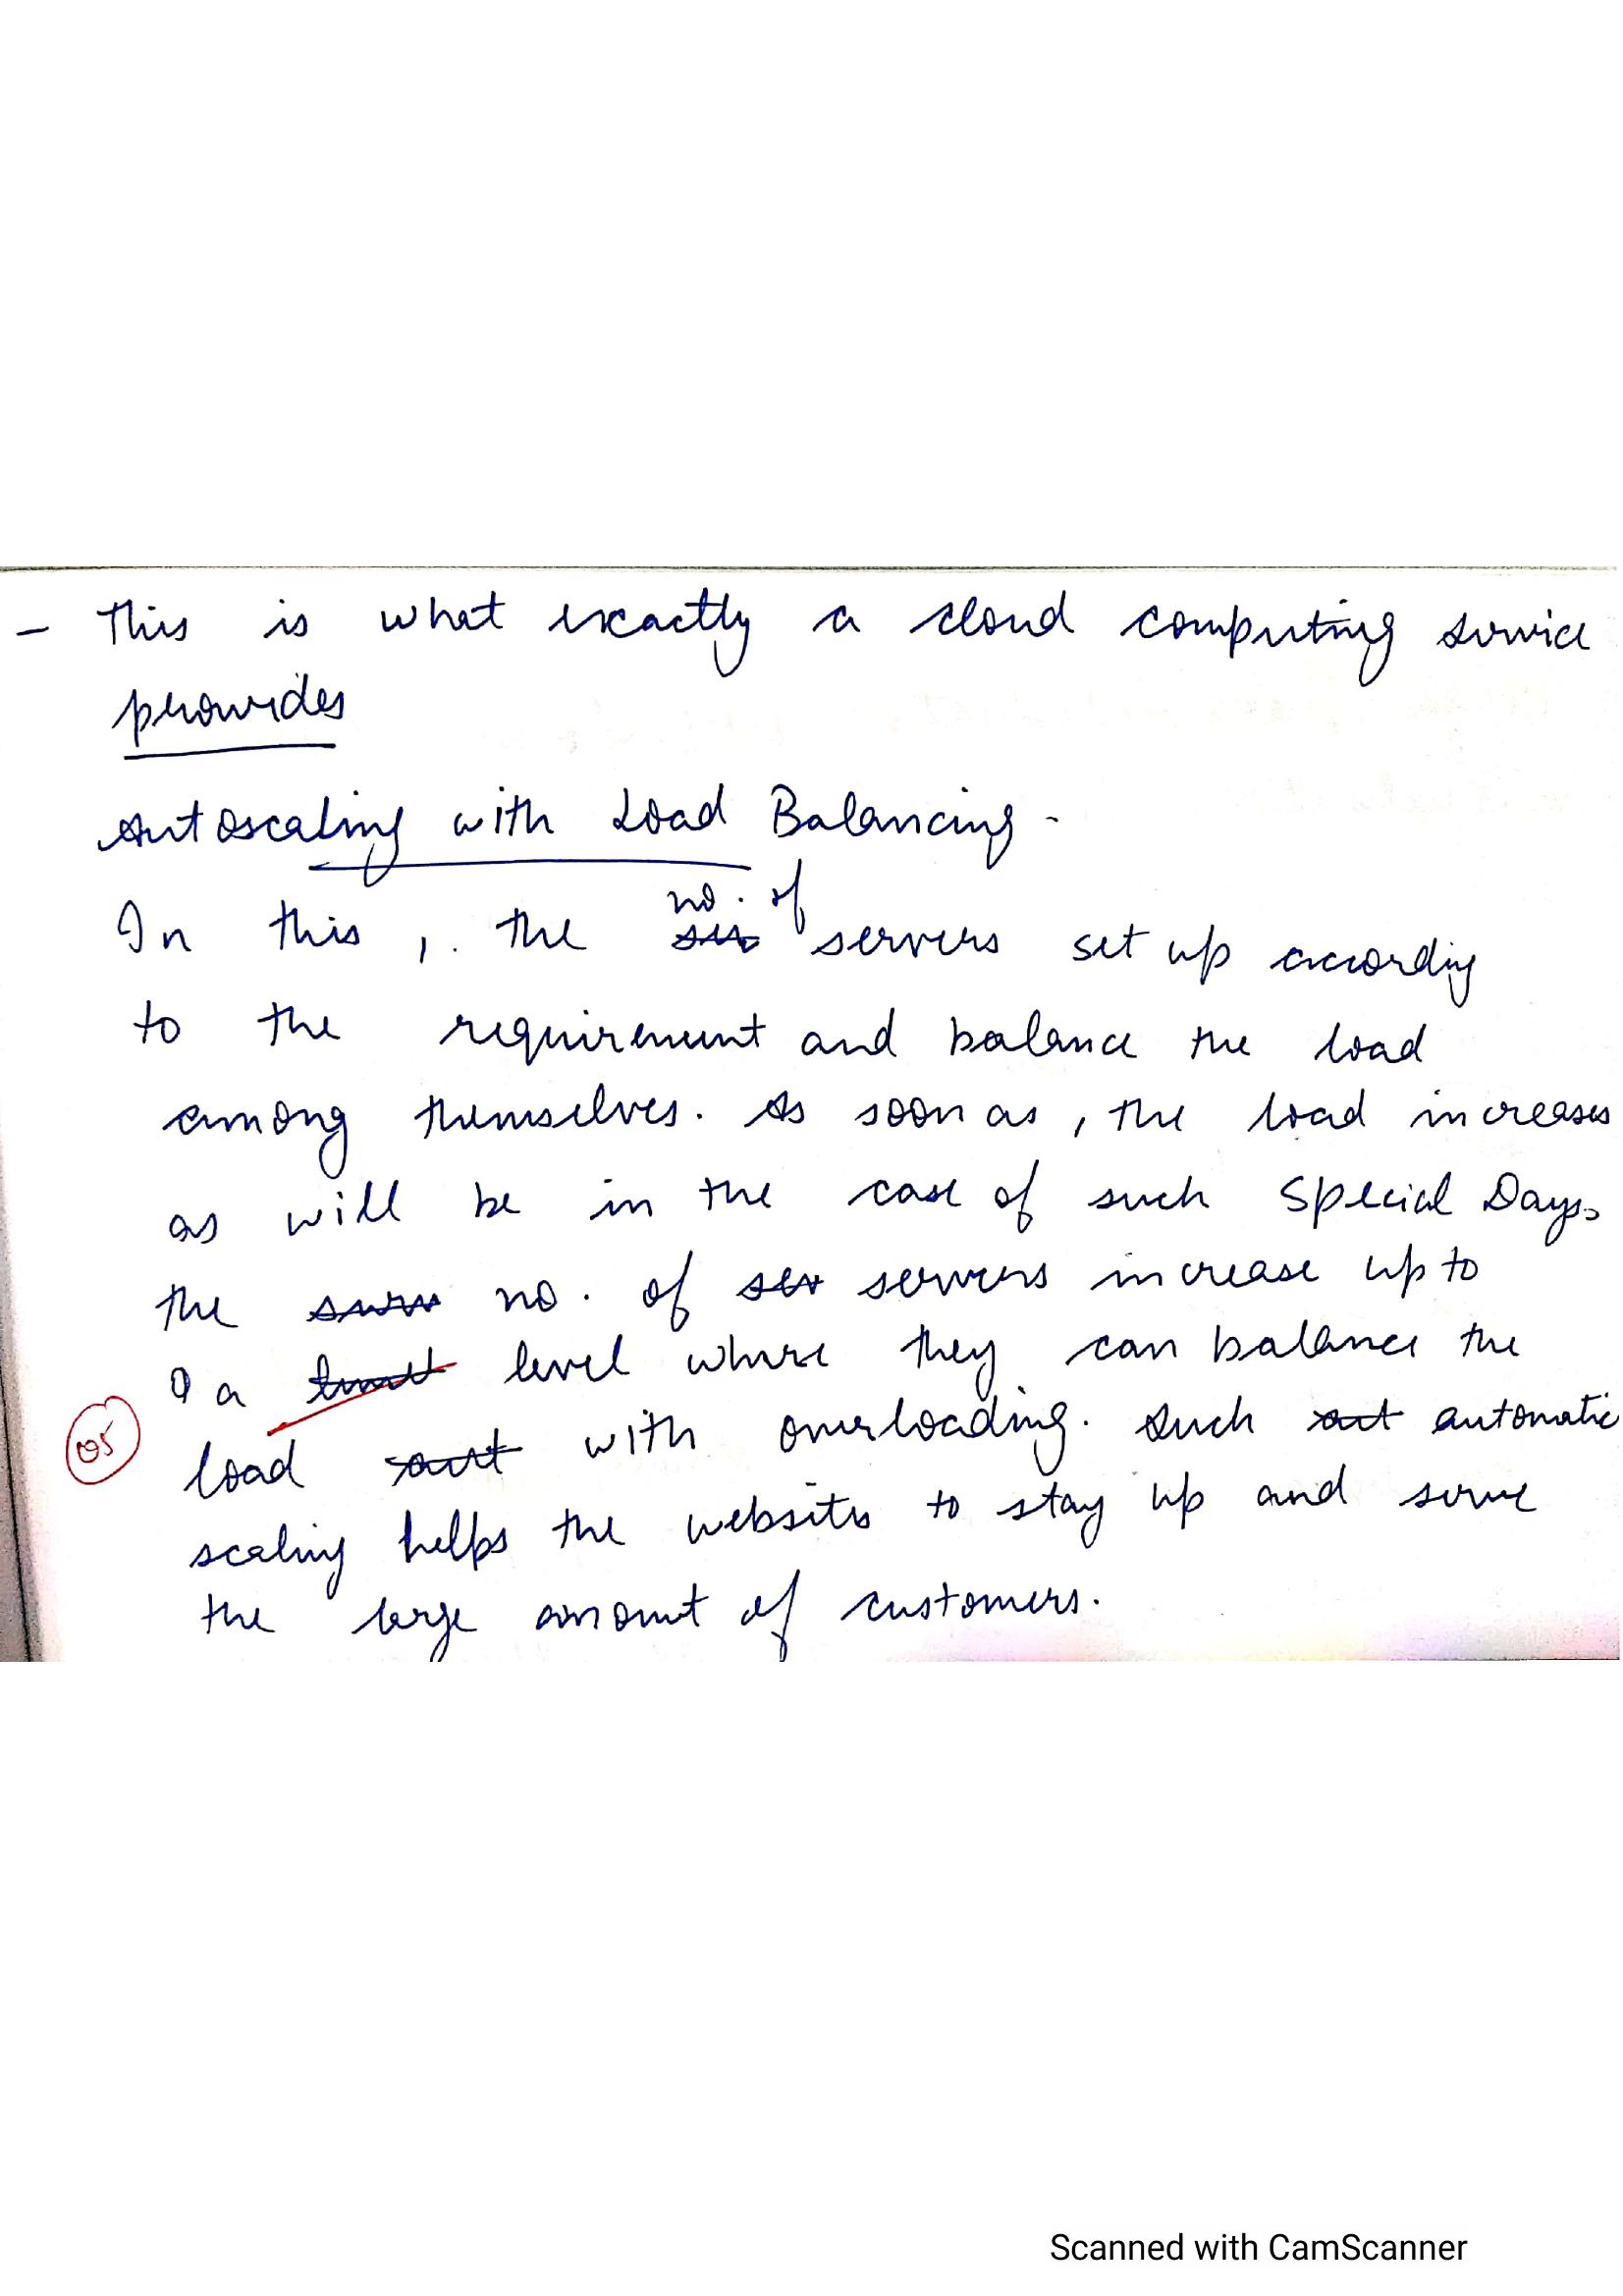 - This is what exactly a cloud computing service
provides
Autoscaling with Load Balancing -
no. of
In this, the servers set up according
to the requirement and balance the load
among themselves. As soon as, the load increases
as will be in the case of such Special Days,
the no. of servers increase up to
a level where they can balance the
05
load with overloading. Such automatic
scaling helps the websites to stay up and serve
the large amount of customers.
Scanned with CamScanner